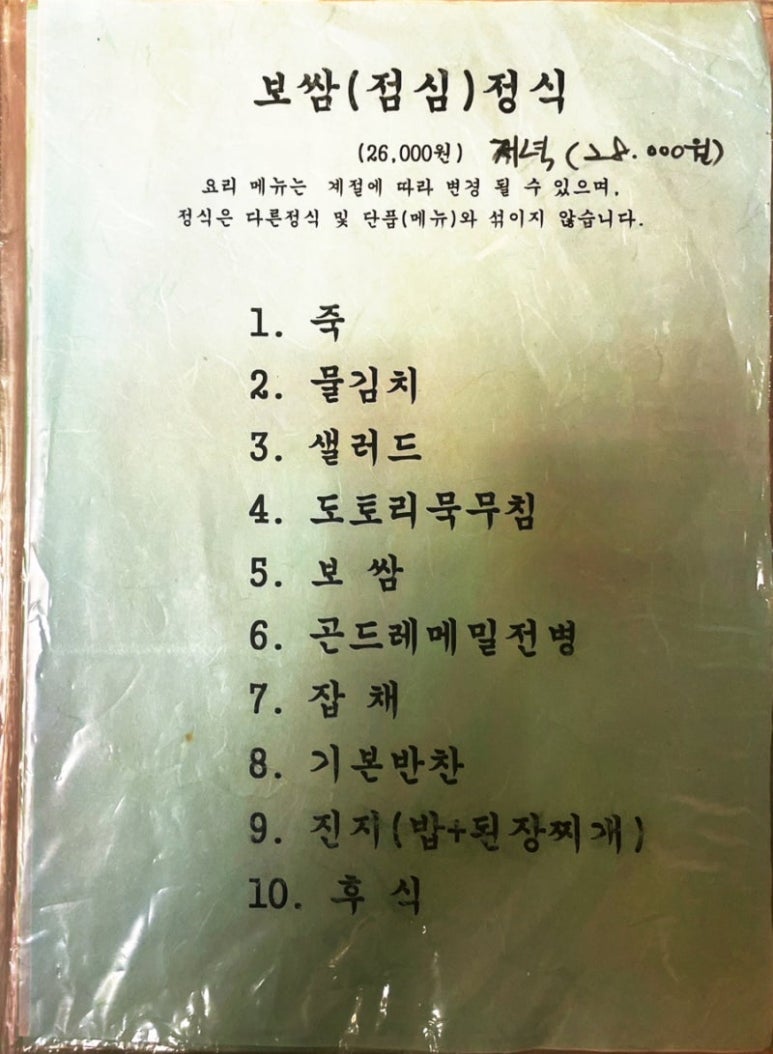 보쌈(점심)정식
(26,000원) 저녁 (28.000원)
요리 메뉴는 계절에 따라 변경 될 수 있으며,
정식은 다른정식 및 단품(메뉴)와 섞이지 않습니다.
1. 죽
2. 물김치
3. 샐러드
4. 도토리묵무침
5. 보 쌈
6. 곤드레메밀전병
7. 잡 채
8. 기본반찬
9. 진지(밥+된장찌개)
10. 후 식